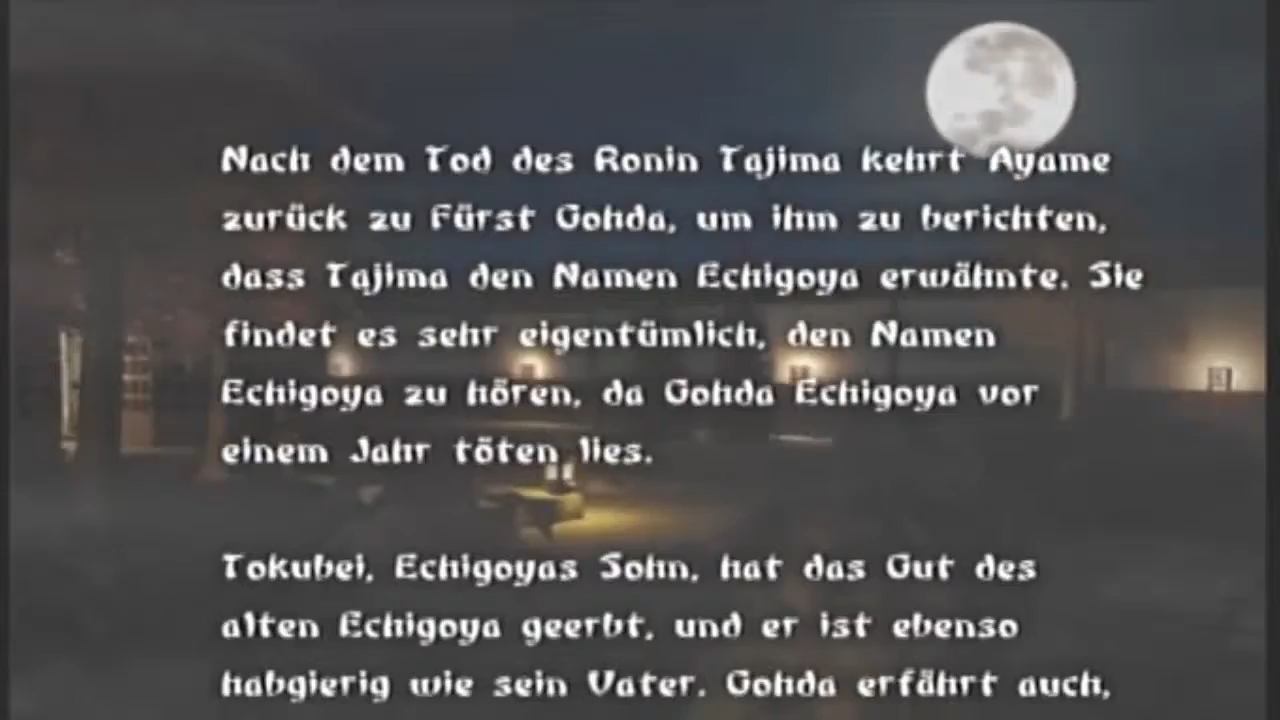 Nach dem Tod des Ronin Tajima kehrt Ayame
zurück zu Fürst Gohda, um ihm zu berichten,
dass Tajima den Namen Echigoya erwähnte. Sie
findet es sehr eigentümlich, den Namen
Echigoya zu hören, da Gohda Echigoya vor
einem Jahr töten lies.
Tokubei, Echigoyas Sohn, hat das Gut des
alten Echigoya geerbt, und er ist ebenso
habgierig wie sein Vater. Gohda erfährt auch,